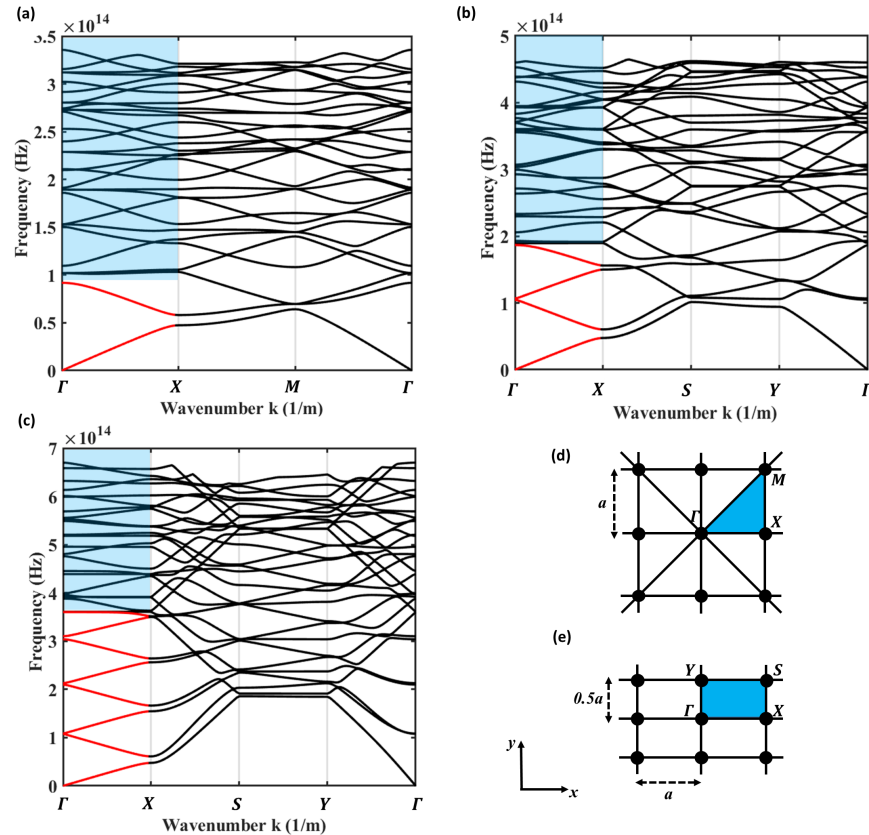 (a)
×10^14
3.5
3
2.5
2
1.5
1
0.5
0
Frequency (Hz)
Γ X M Γ
Wavenumber k (1/m)
(b)
×10^14
5
4
3
2
1
0
Frequency (Hz)
Γ X S Y Γ
Wavenumber k (1/m)
(c)
×10^14
7
6
5
4
3
2
1
0
Frequency (Hz)
Γ X S Y Γ
Wavenumber k (1/m)
(d)
M
a
Γ X
(e)
Y S
0.5a
Γ X
y
x
a